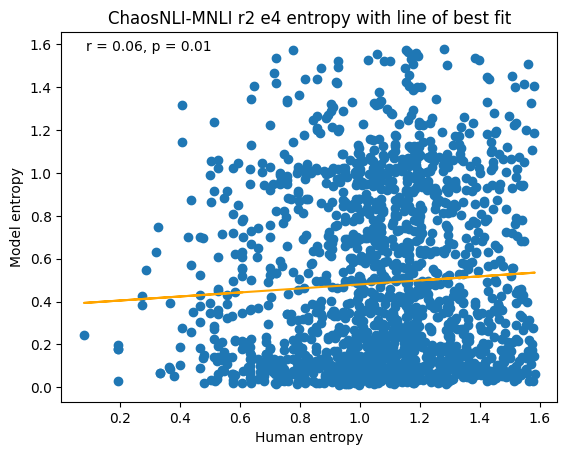 ChaosNLI-MNLI r2 e4 entropy with line of best fit
r = 0.06, p = 0.01
1.6
1.4
1.2
1.0
0.8
0.6
0.4
0.2
0.0
Model entropy
0.2 0.4 0.6 0.8 1.0 1.2 1.4 1.6
Human entropy